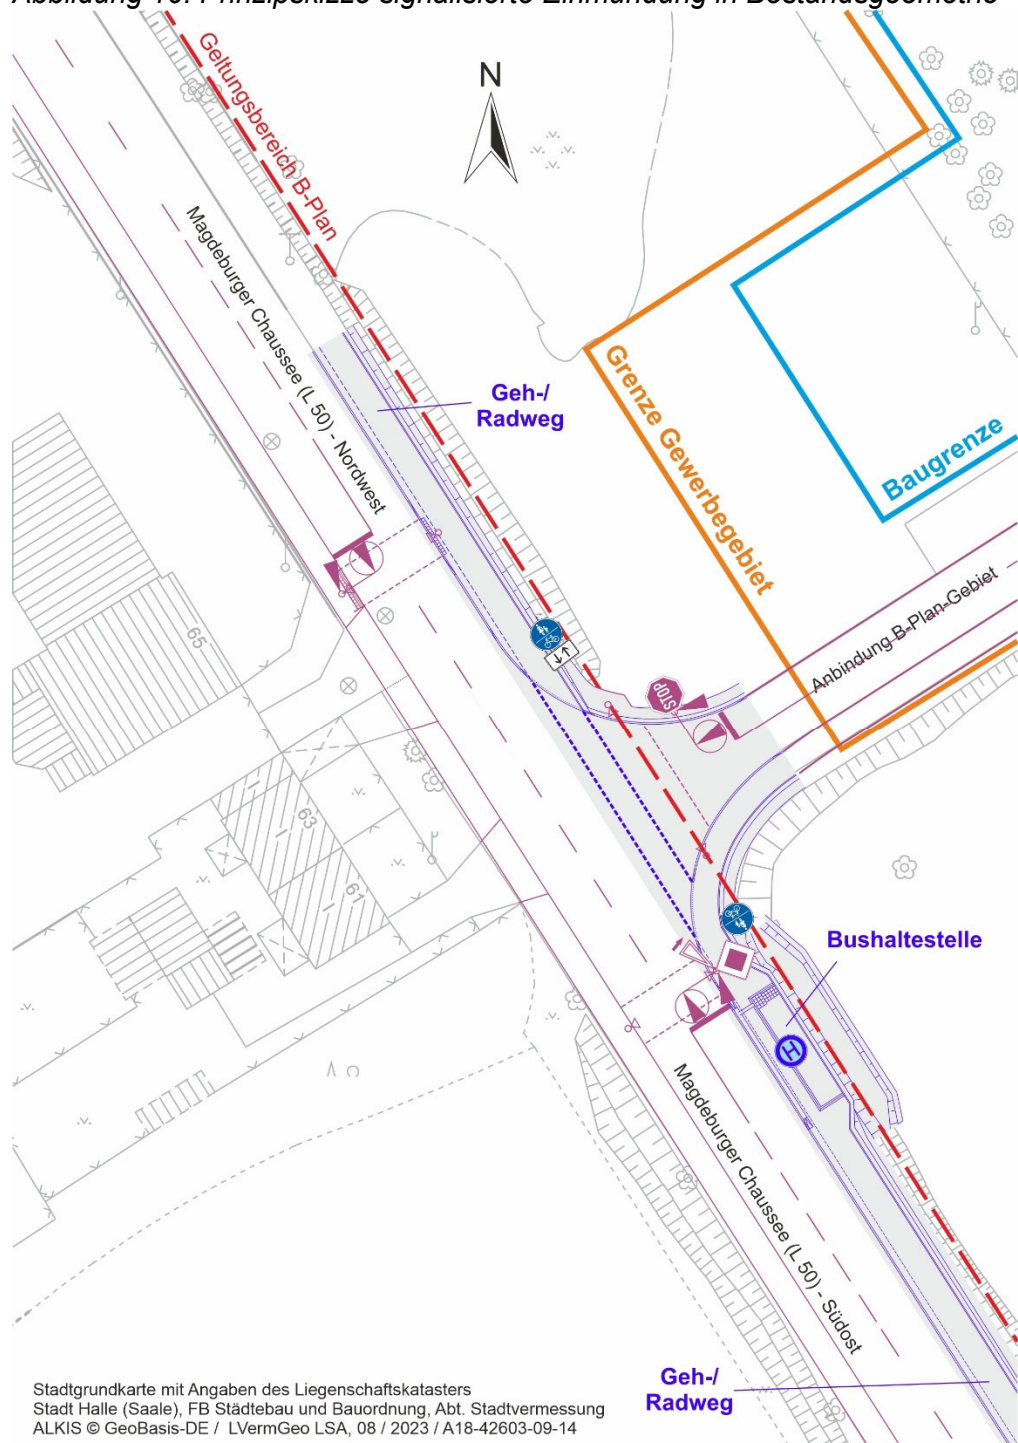 Abbildung 10: Prinzipskizze signalisierte Einmündung in Bestandsgeometrie
Geltungsbereich B-Plan
N
Magdeburger Chaussee (L 50) - Nordwest
Geh-/
Radweg
Grenze Gewerbegebiet
Baugrenze
Anbindung B-Plan-Gebiet
65
STOP
63
61
Bushaltestelle
H
Magdeburger Chaussee (L 50) - Südost
Geh-/
Radweg
Stadtgrundkarte mit Angaben des Liegenschaftskatasters
Stadt Halle (Saale), FB Städtebau und Bauordnung, Abt. Stadtvermessung
ALKIS © GeoBasis-DE / LVermGeo LSA, 08 / 2023 / A18-42603-09-14